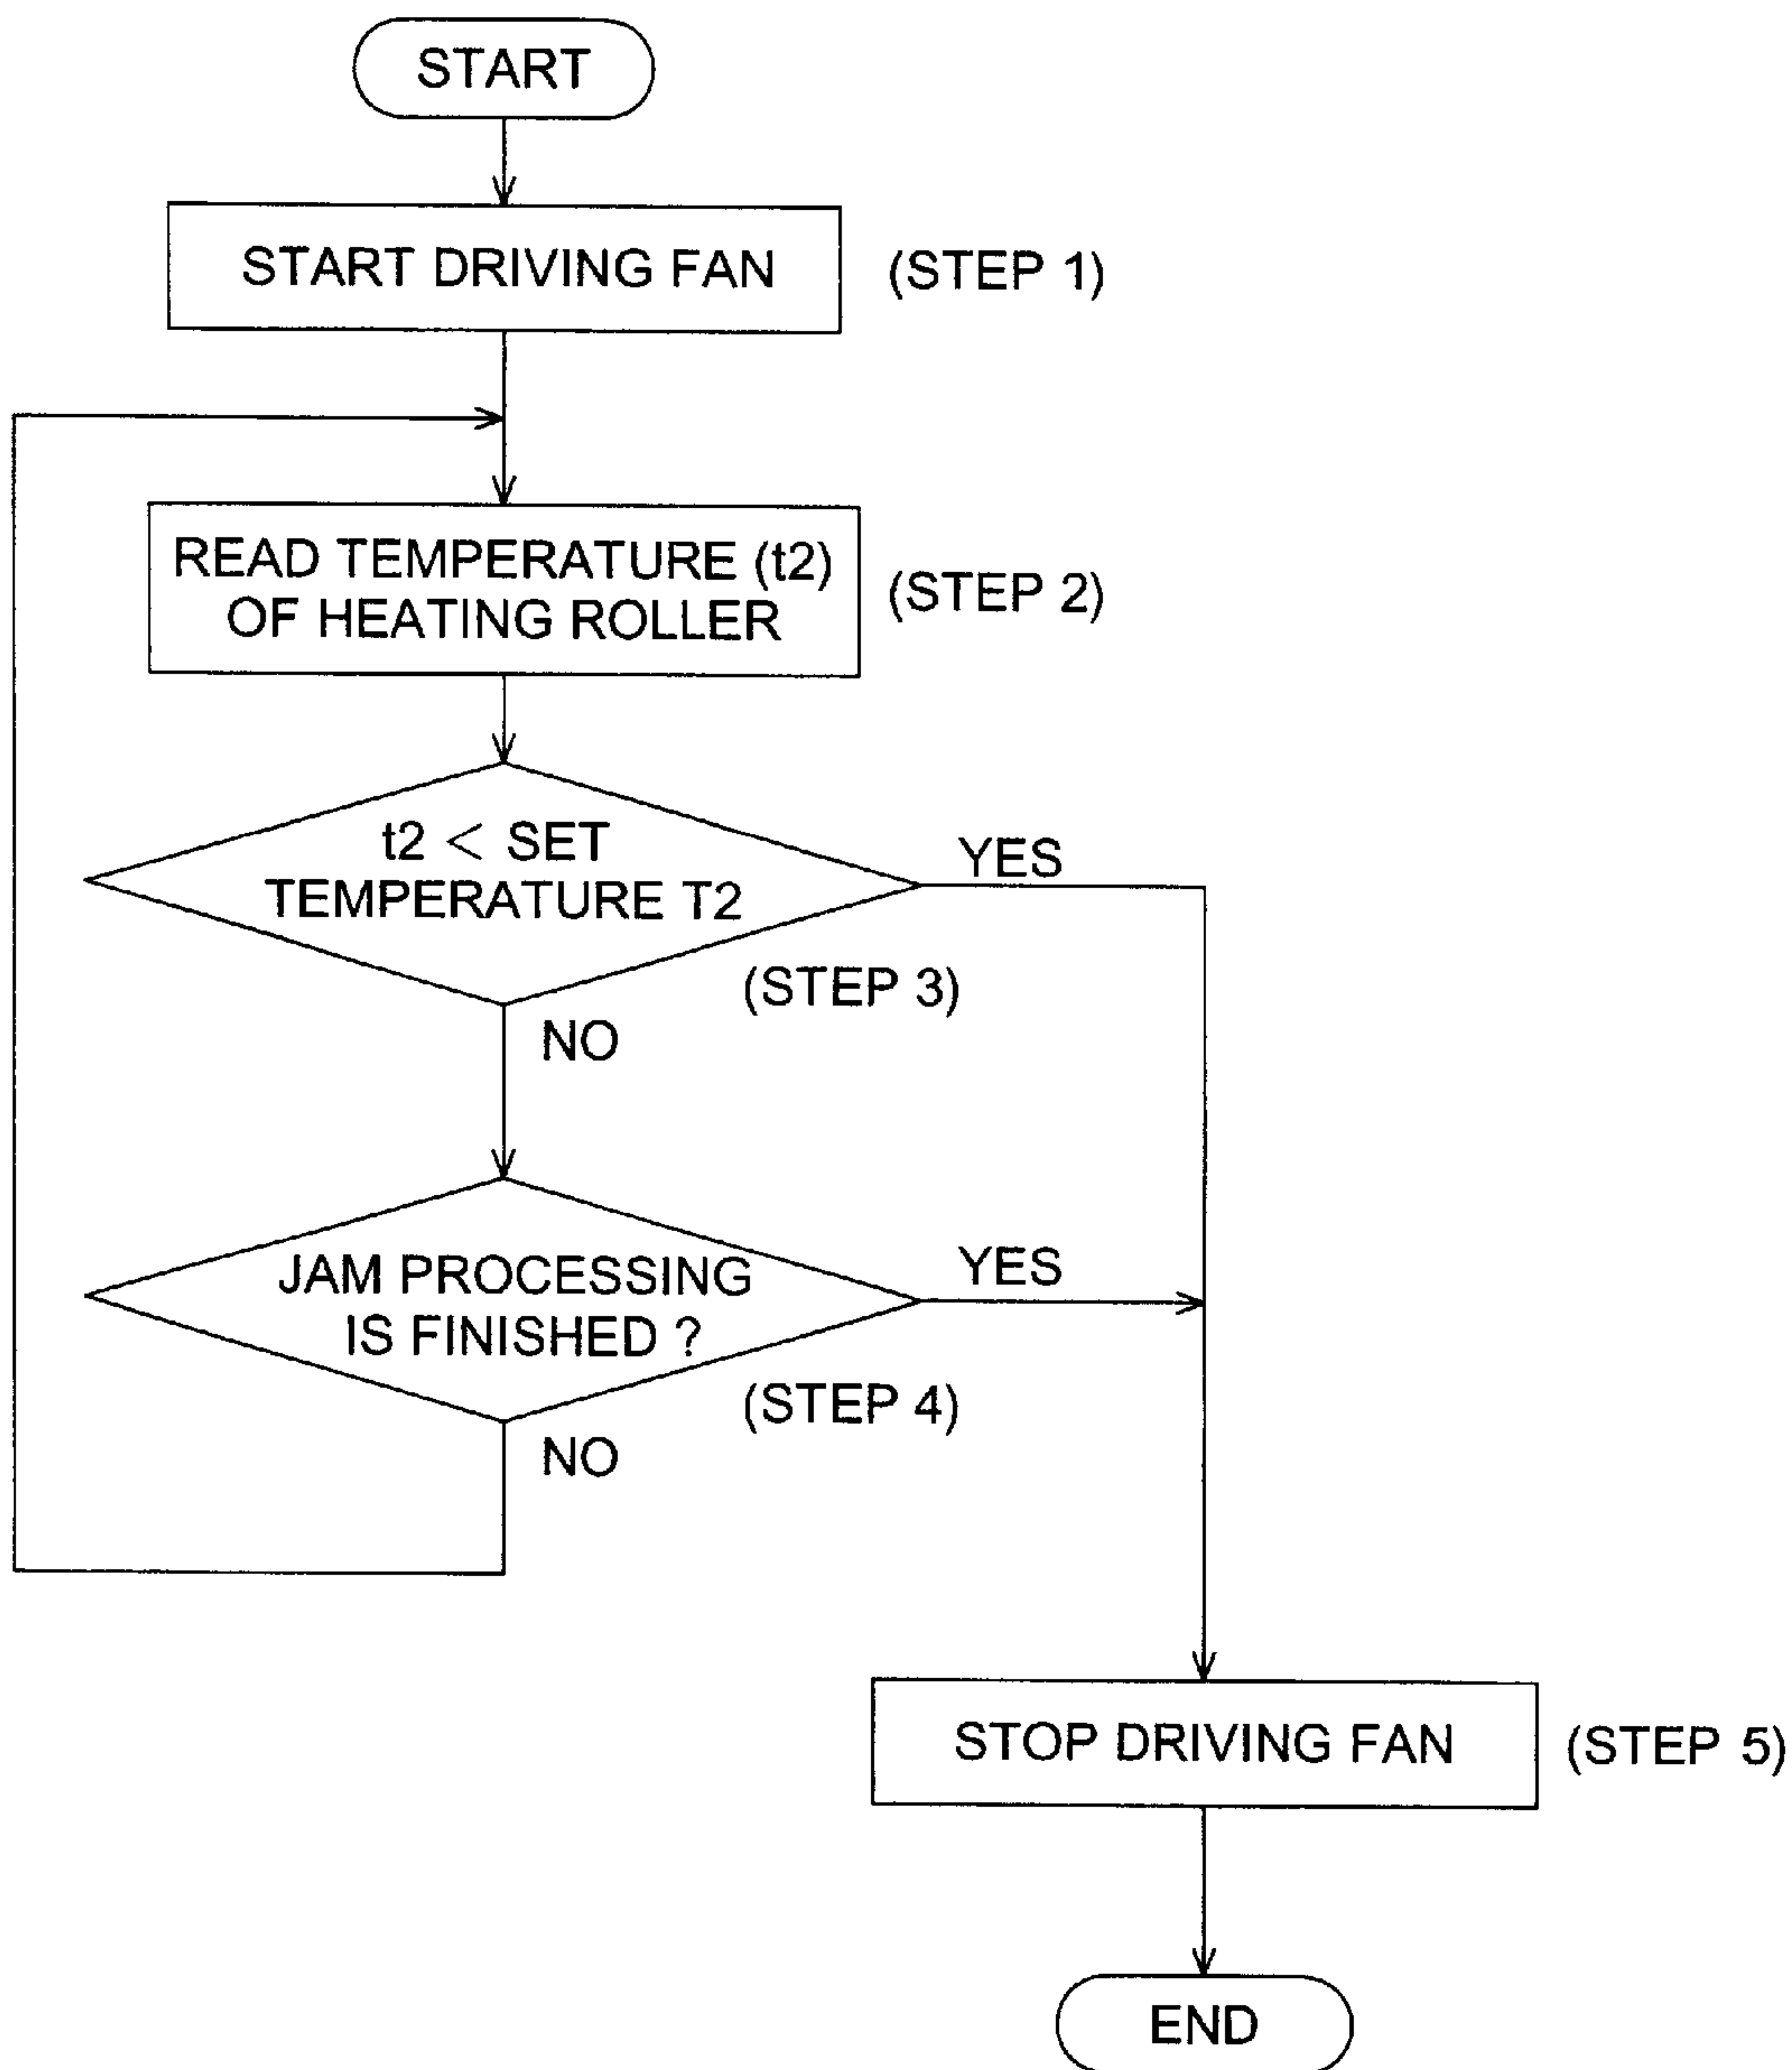 START
START DRIVING FAN
(STEP 1)
READ TEMPERATURE (t2)
OF HEATING ROLLER
(STEP 2)
t2 < SET
TEMPERATURE T2
YES
(STEP 3)
NO
JAM PROCESSING
IS FINISHED ?
YES
(STEP 4)
NO
STOP DRIVING FAN
(STEP 5)
END